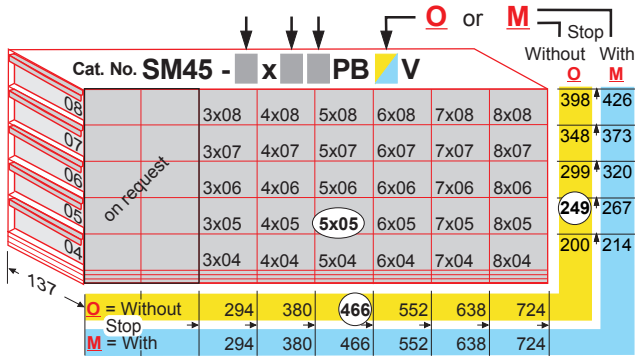 O or M
Stop
Without With
O M
Cat. No. SM45 - x PB V
08 3x08 4x08 5x08 6x08 7x08 8x08 398 426
07 3x07 4x07 5x07 6x07 7x07 8x07 348 373
on request
06 3x06 4x06 5x06 6x06 7x06 8x06 299 320
05 3x05 4x05 5x05 6x05 7x05 8x05 249 267
04 3x04 4x04 5x04 6x04 7x04 8x04 200 214
137
O = Without 294 380 466 552 638 724
Stop
M = With 294 380 466 552 638 724